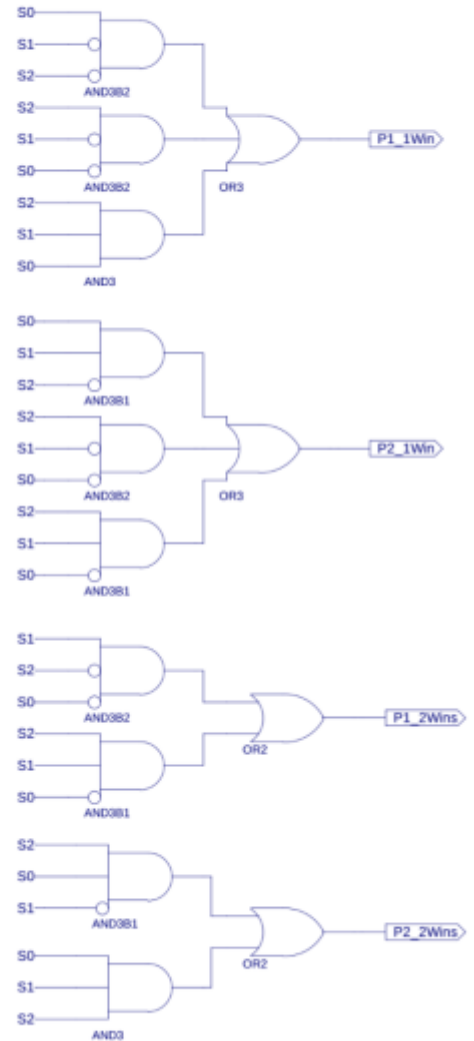 S0
S1
S2
AND3B2
S2
S1
S0
AND3B2
S2
S1
S0
AND3
OR3
P1_1Win
S0
S1
S2
AND3B1
S2
S1
S0
AND3B2
S2
S1
S0
AND3B1
OR3
P2_1Win
S1
S2
S0
AND3B2
S2
S1
S0
AND3B1
OR2
P1_2Wins
S2
S0
S1
AND3B1
S0
S1
S2
AND3
OR2
P2_2Wins